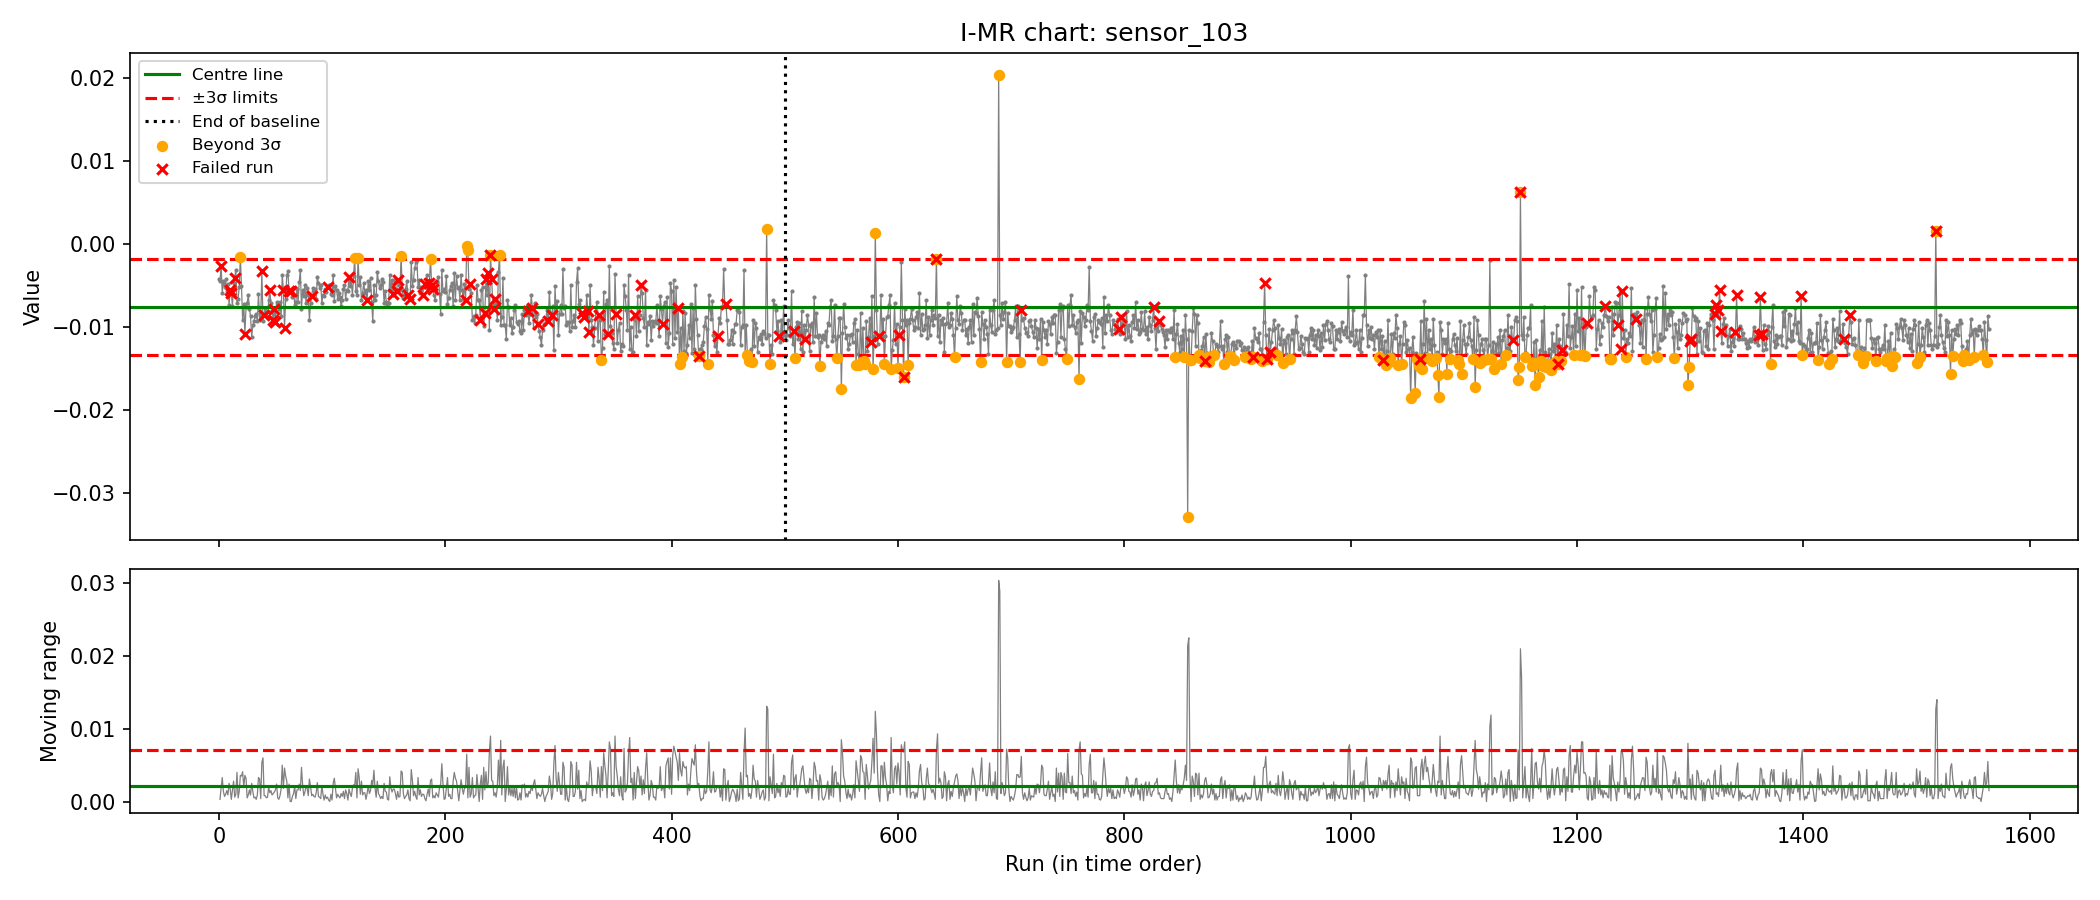 I-MR chart: sensor_103
Centre line
±3σ limits
End of baseline
Beyond 3σ
Failed run
Value
0.02
0.01
0.00
−0.01
−0.02
−0.03
Moving range
0.03
0.02
0.01
0.00
0 200 400 600 800 1000 1200 1400 1600
Run (in time order)